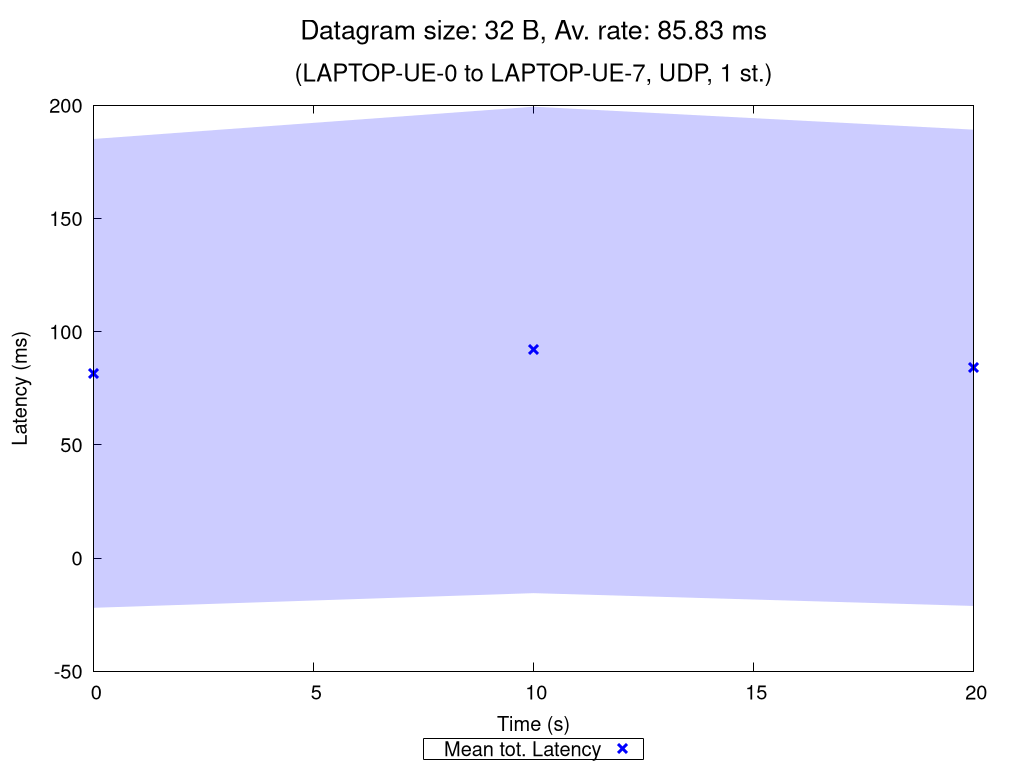 Datagram size: 32 B, Av. rate: 85.83 ms
(LAPTOP-UE-0 to LAPTOP-UE-7, UDP, 1 st.)
200
150
100
50
0
-50
Latency (ms)
0 5 10 15 20
Time (s)
Mean tot. Latency